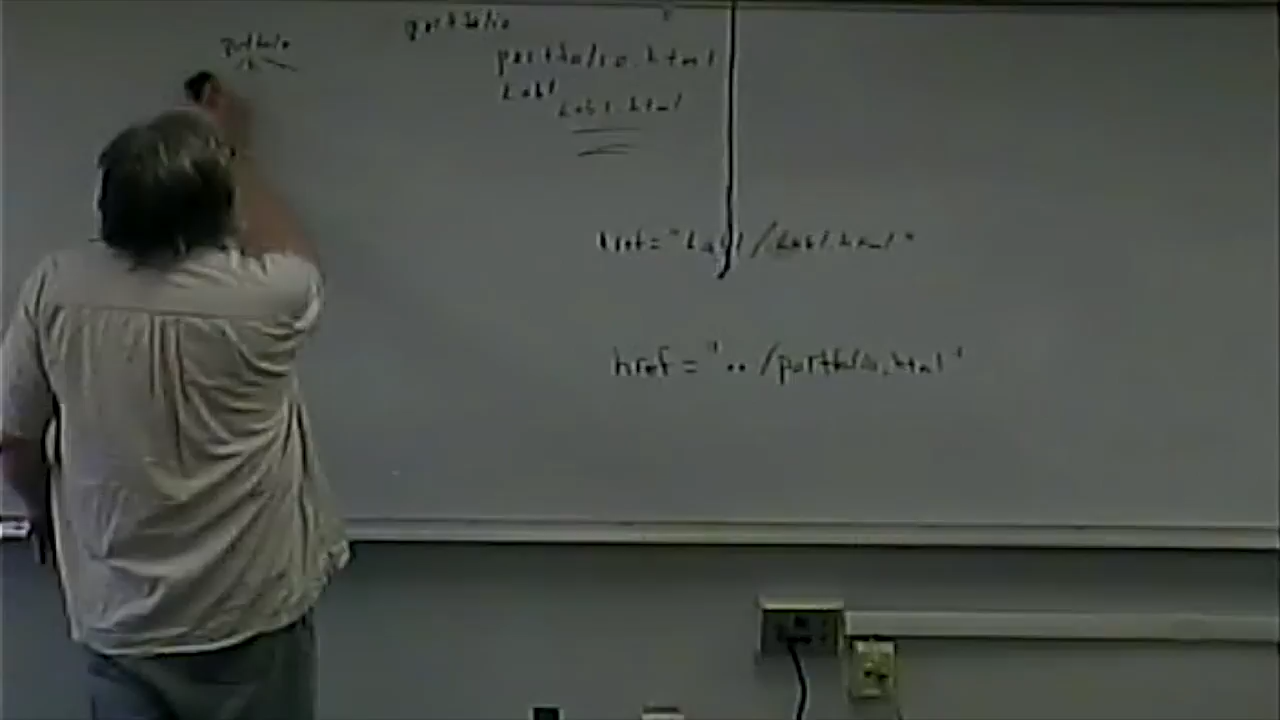 portfolio
portfolio
portfolio.html
Lab1
Lab1.html
href="Lab1/Lab1.html"
href="../portfolio.html"